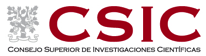 CSIC
CONSEJO SUPERIOR DE INVESTIGACIONES CIENTÍFICAS